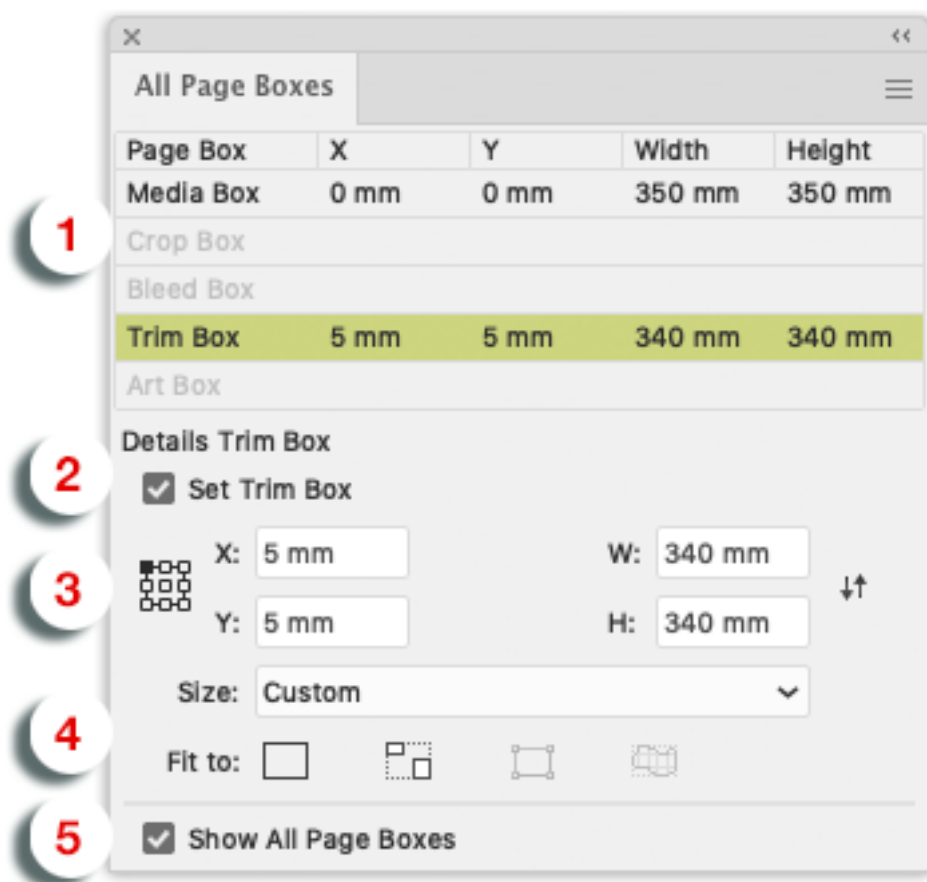 All Page Boxes
Page Box X Y Width Height
Media Box 0 mm 0 mm 350 mm 350 mm
1
Crop Box
Bleed Box
Trim Box 5 mm 5 mm 340 mm 340 mm
Art Box
Details Trim Box
2
Set Trim Box
X: 5 mm W: 340 mm
3
Y: 5 mm H: 340 mm
Size: Custom
4
Fit to:
5 Show All Page Boxes